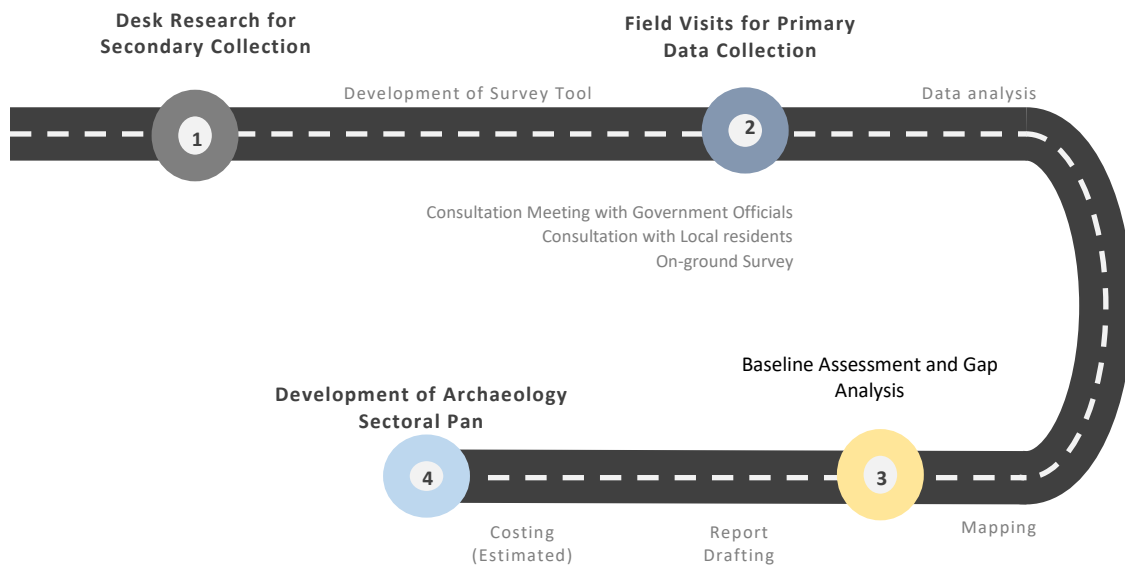 Desk Research for
Secondary Collection
Field Visits for Primary
Data Collection
Development of Survey Tool
Data analysis
1
2
Consultation Meeting with Government Officials
Consultation with Local residents
On-ground Survey
Baseline Assessment and Gap
Analysis
Development of Archaeology
Sectoral Pan
4
3
Costing
(Estimated)
Report
Drafting
Mapping